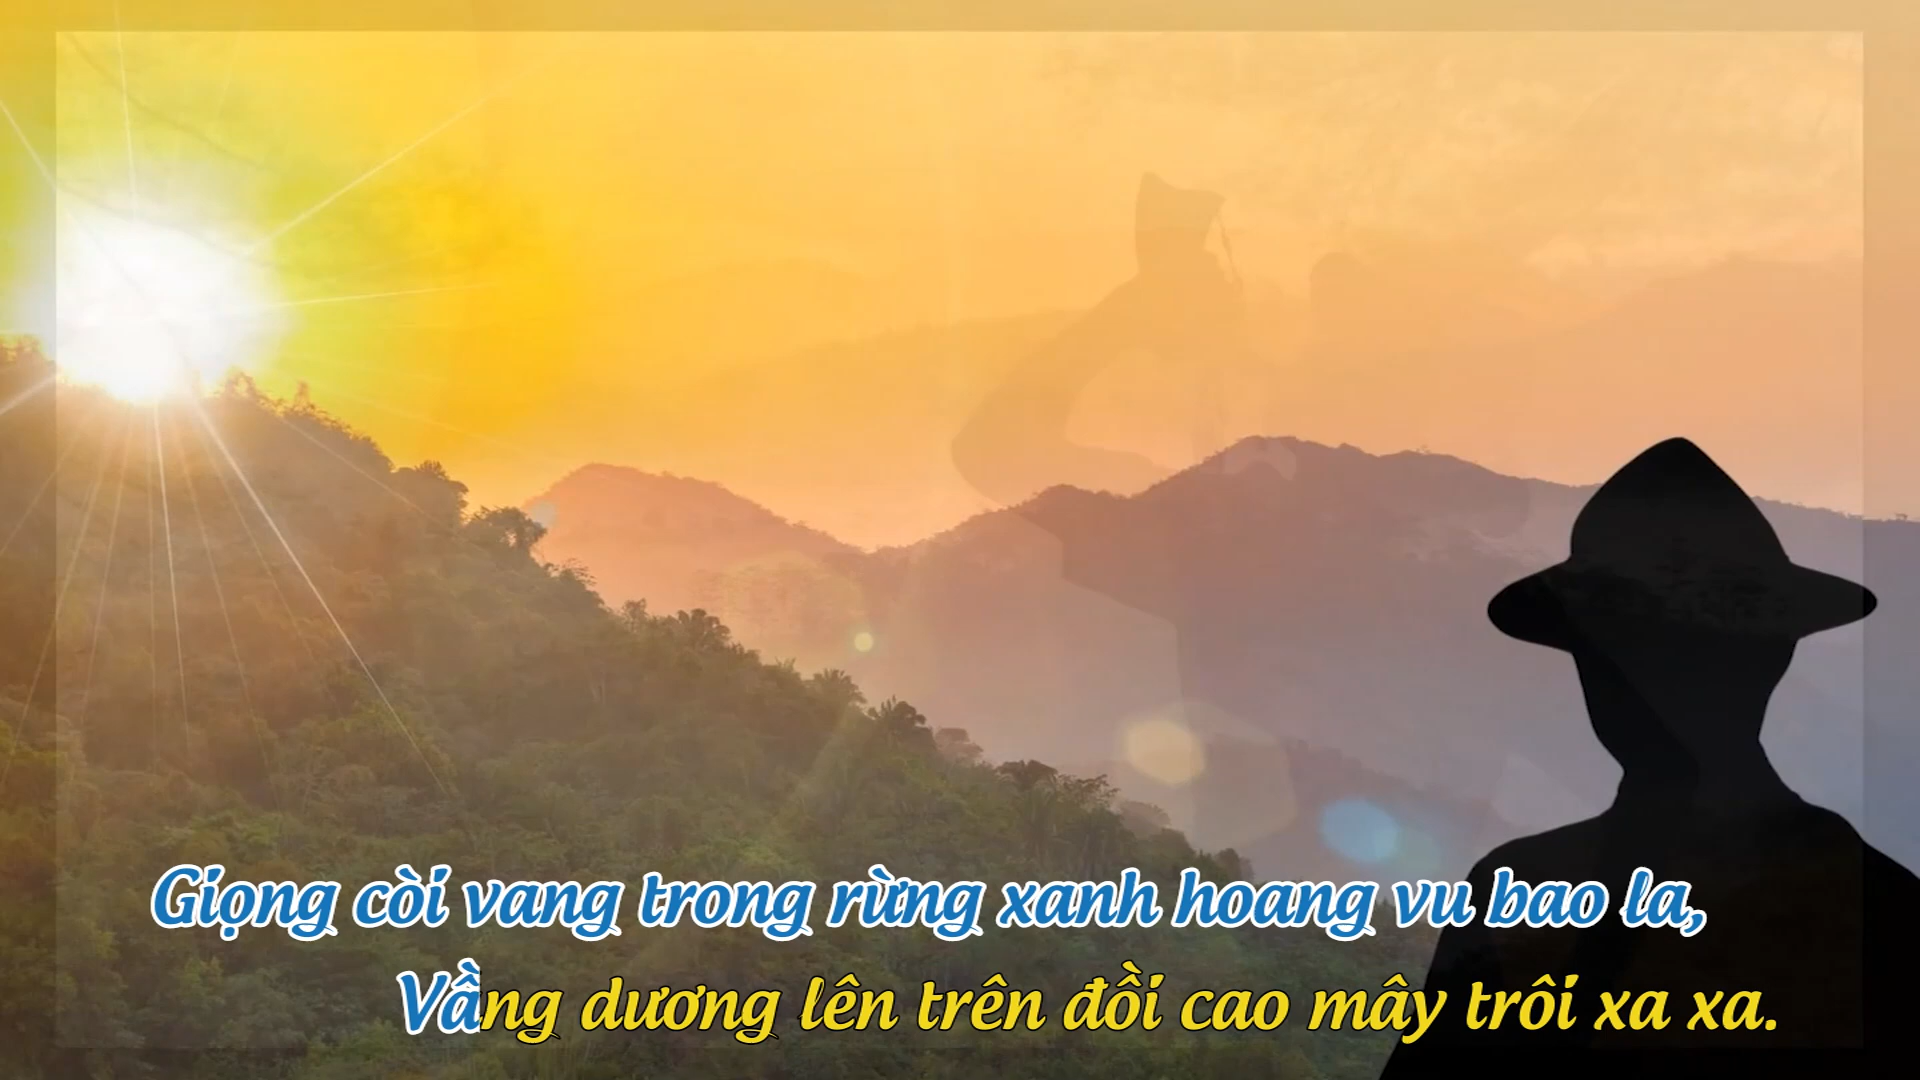 Giọng còi vang trong rừng xanh hoang vu bao la,
Vầng dương lên trên đồi cao mây trôi xa xa.